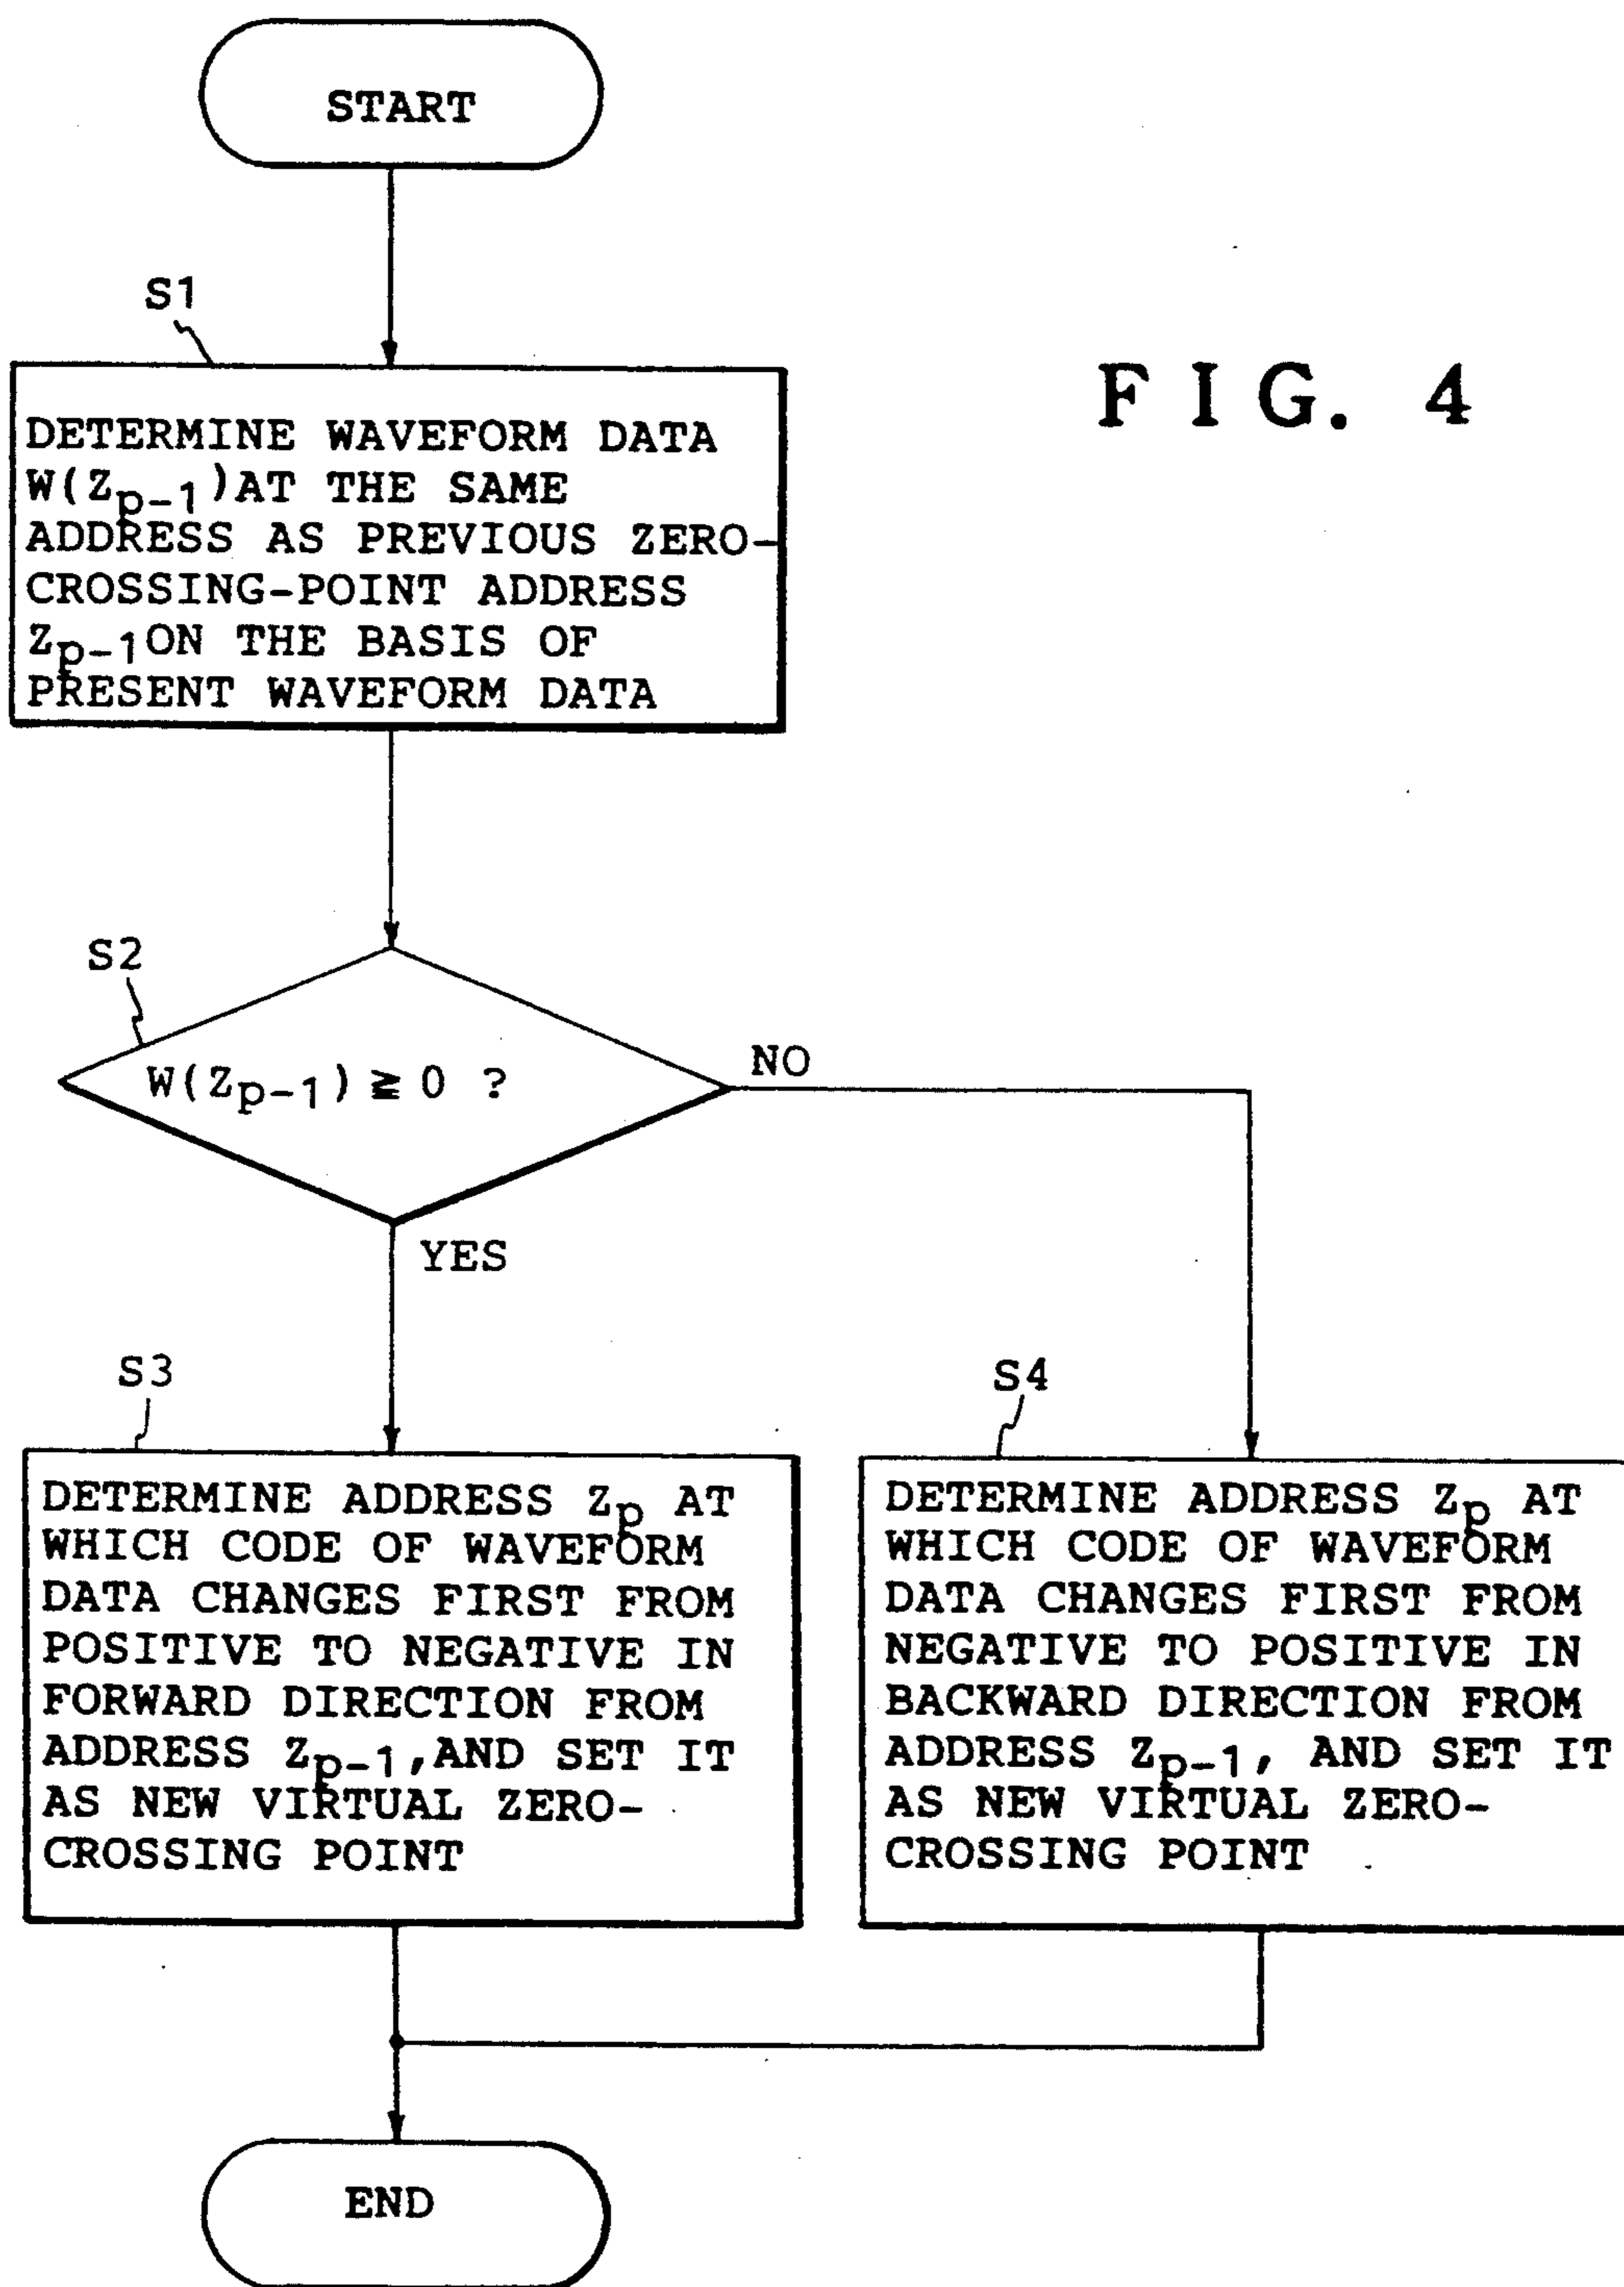 START
F I G. 4
S1
DETERMINE WAVEFORM DATA
W(Zp-1)AT THE SAME
ADDRESS AS PREVIOUS ZERO-
CROSSING-POINT ADDRESS
Zp-1 ON THE BASIS OF
PRESENT WAVEFORM DATA
S2
W(Zp-1) ≧ 0 ?
NO
YES
S3
DETERMINE ADDRESS Zp AT
WHICH CODE OF WAVEFORM
DATA CHANGES FIRST FROM
POSITIVE TO NEGATIVE IN
FORWARD DIRECTION FROM
ADDRESS Zp-1,AND SET IT
AS NEW VIRTUAL ZERO-
CROSSING POINT
S4
DETERMINE ADDRESS Zp AT
WHICH CODE OF WAVEFORM
DATA CHANGES FIRST FROM
NEGATIVE TO POSITIVE IN
BACKWARD DIRECTION FROM
ADDRESS Zp-1, AND SET IT
AS NEW VIRTUAL ZERO-
CROSSING POINT
END